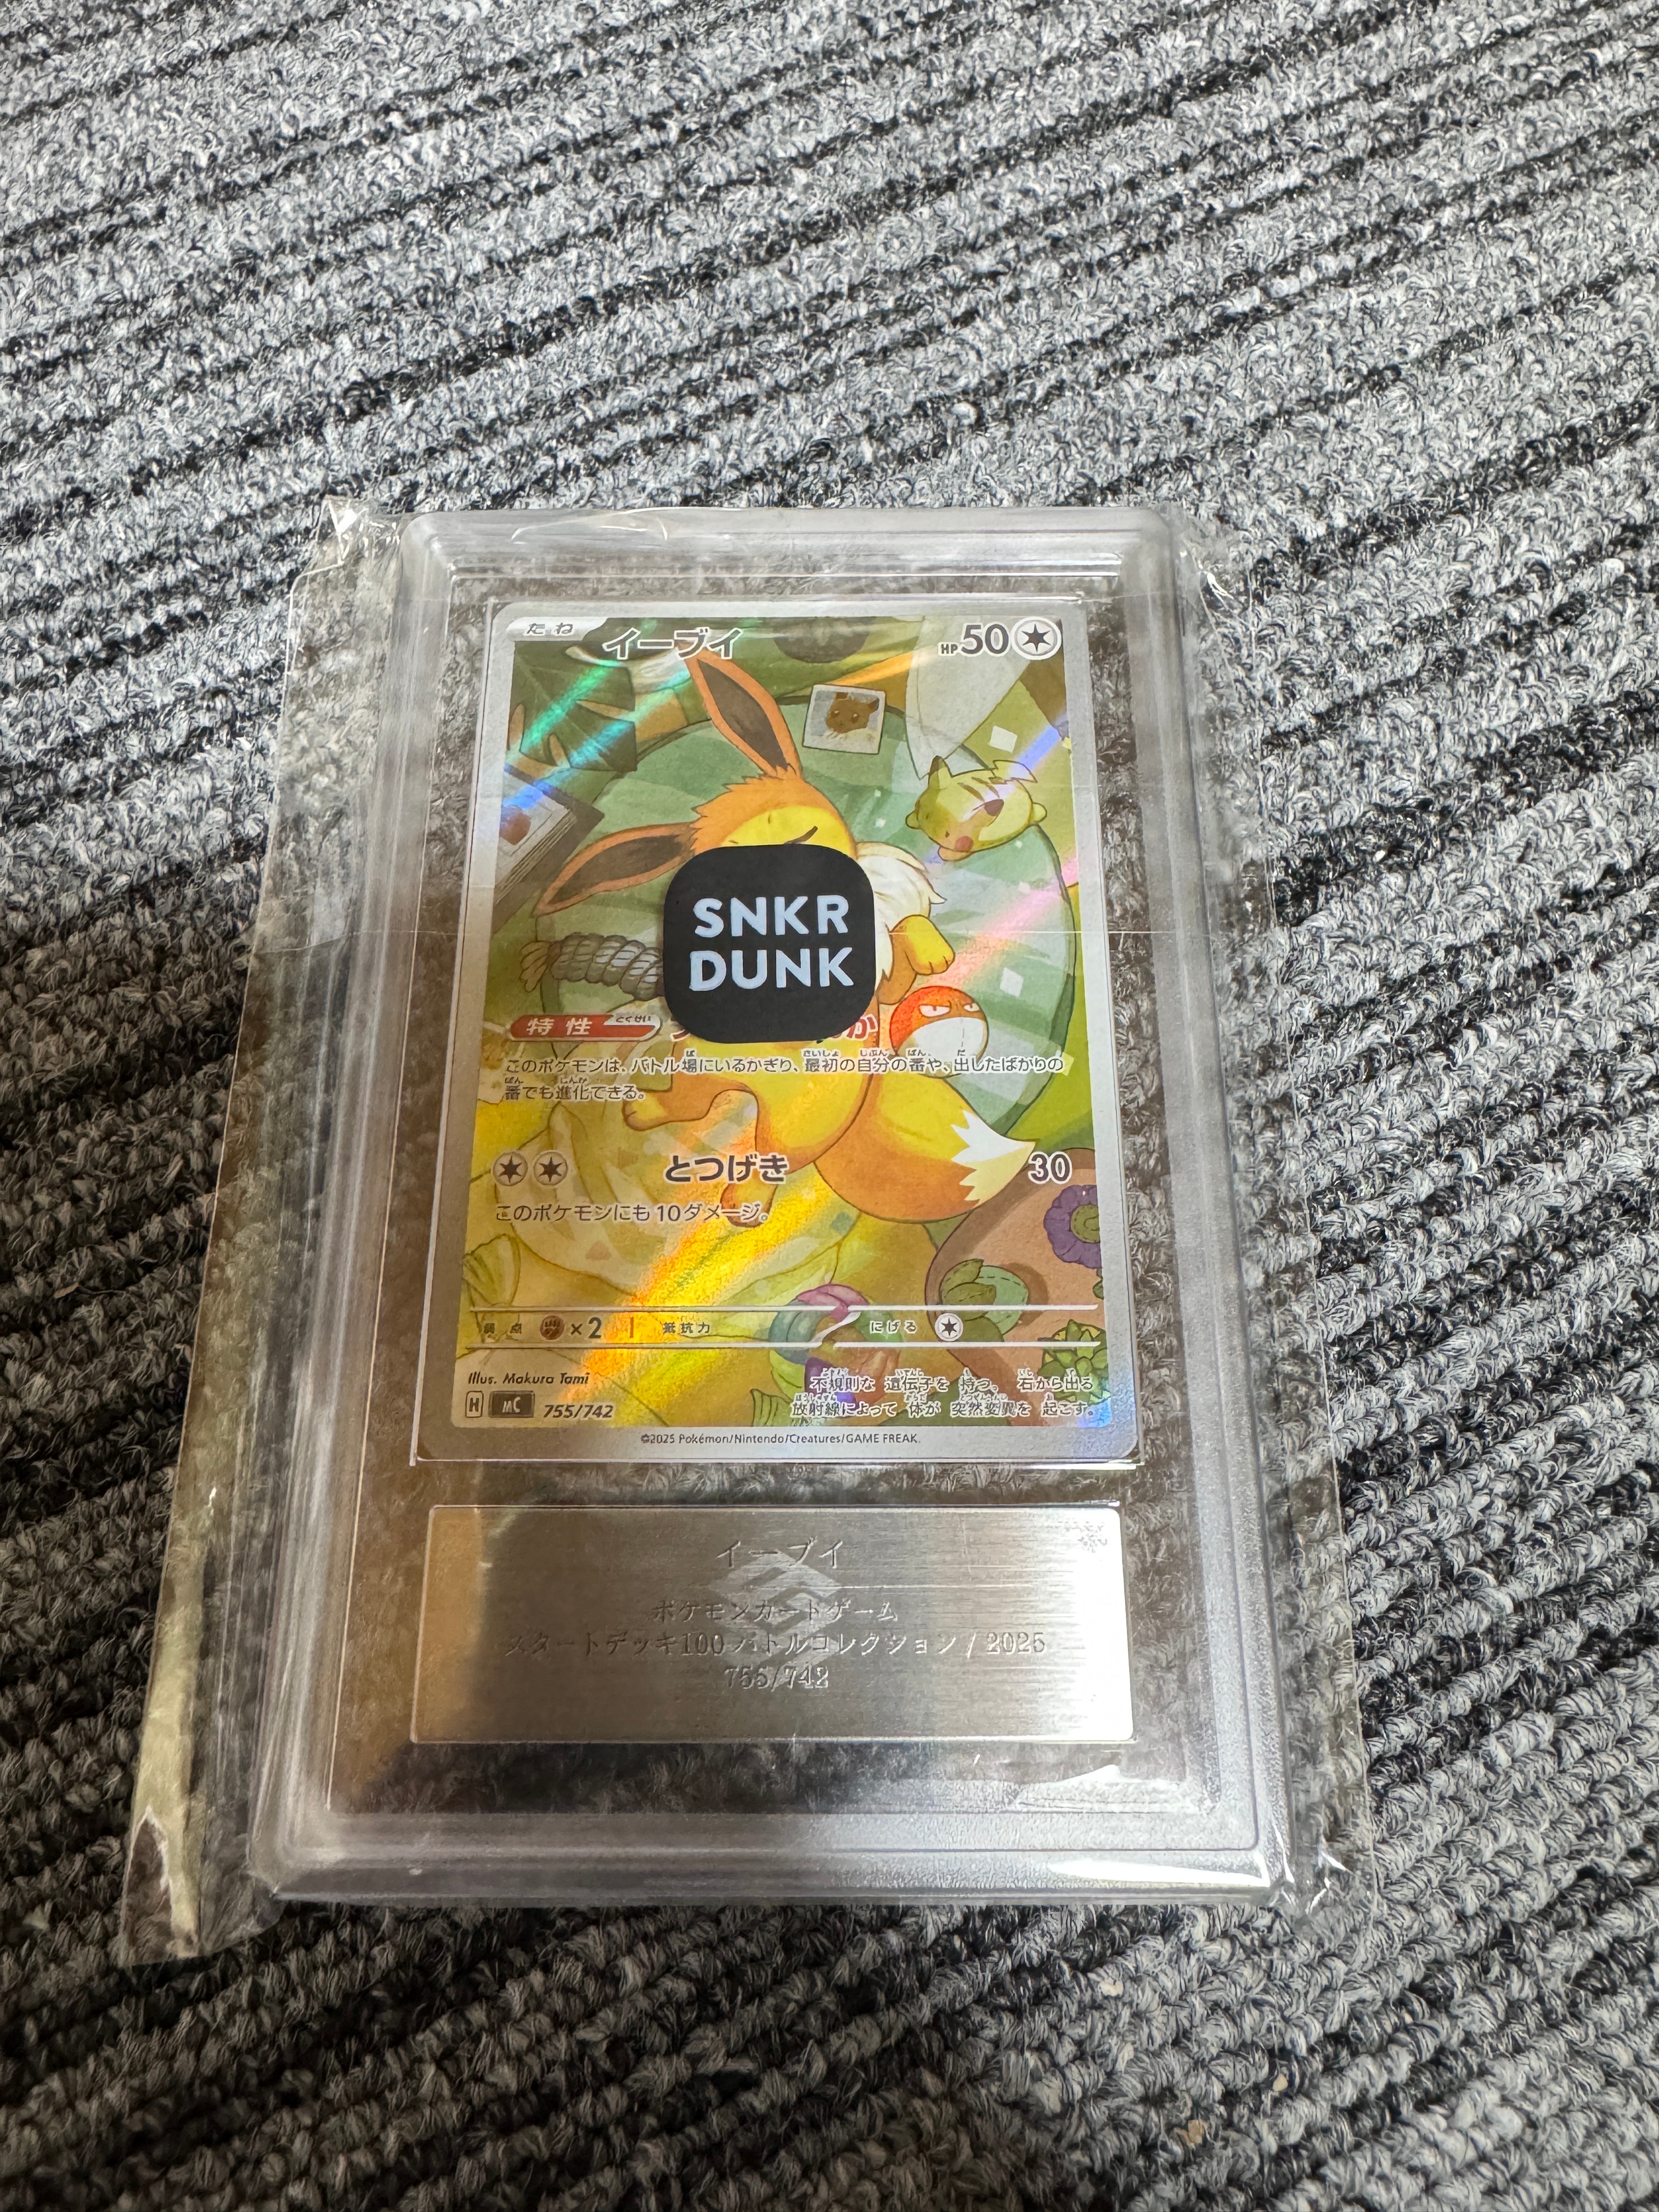 たね
イーブイ
HP50
SNKR
DUNK
特性 とくせい
か
このポケモンは、バトル場にいるかぎり、最初の自分の番や、出したばかりの
番でも進化できる。
とつげき 30
このポケモンにも10ダメージ。
弱点 ×2 抵抗力 にげる
Illus. Makura Tami
不規則な 遺伝子を 持つ。 石から出る
放射線によって 体が 突然変異を 起こす。
H mC 755/742
©2025 Pokémon/Nintendo/Creatures/GAME FREAK.
イーブイ
ポケモンカードゲーム
スタートデッキ100 バトルコレクション / 2025
755/742